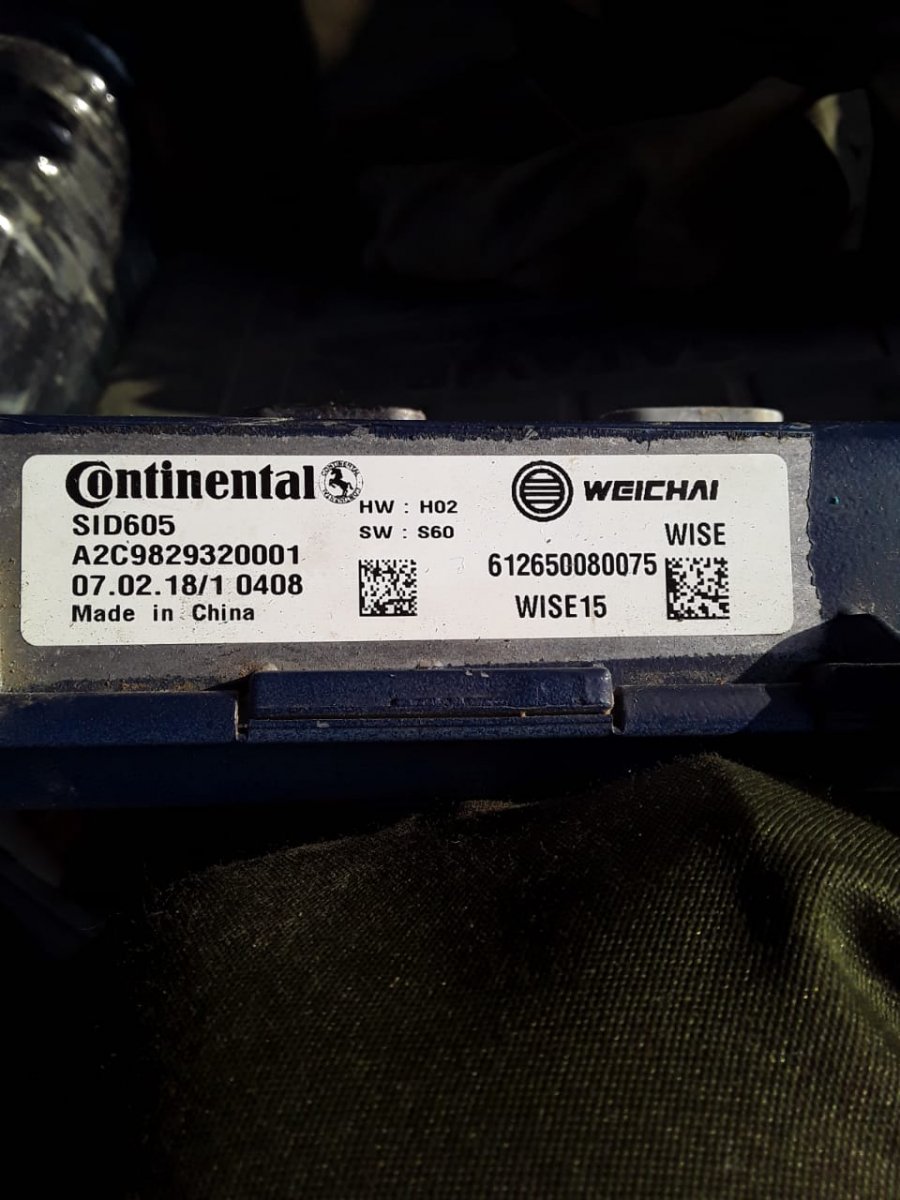 Continental
SID605
A2C9829320001
07.02.18/1 0408
Made in China
HW : H02
SW : S60
WEICHAI
WISE
612650080075
WISE15